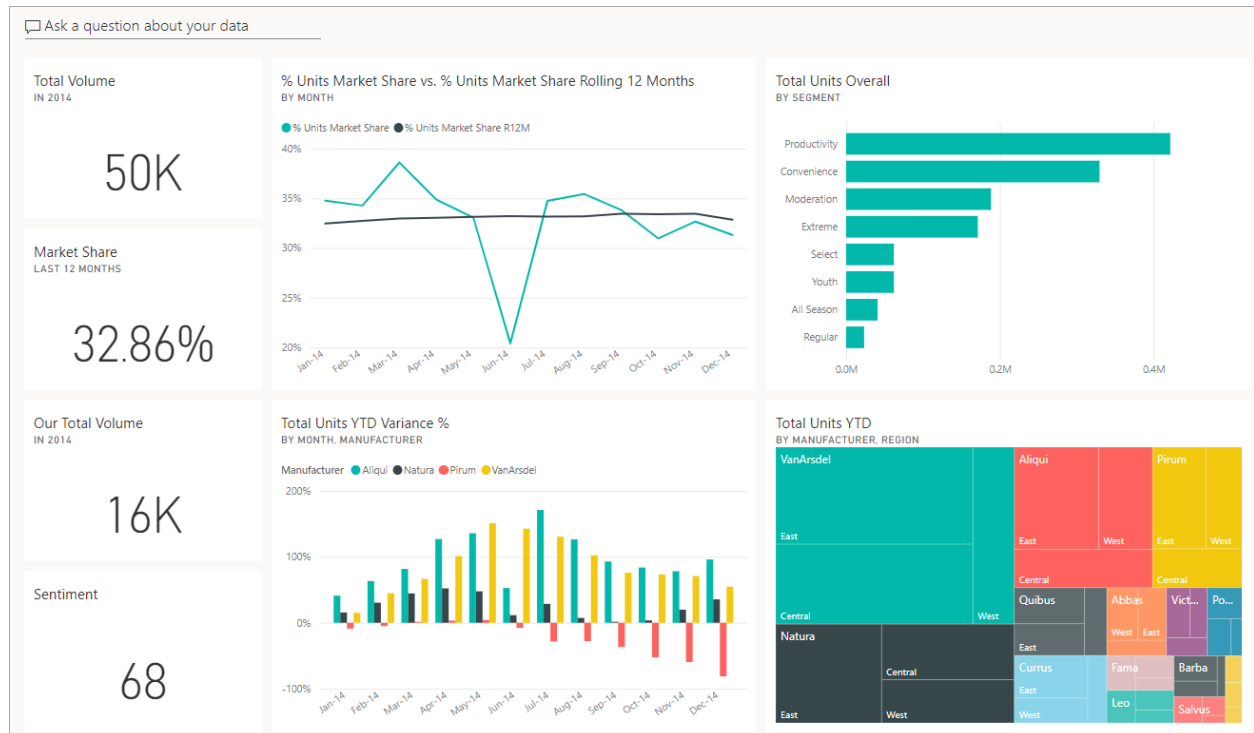 Ask a question about your data
Total Volume
IN 2014
50K
Market Share
LAST 12 MONTHS
32.86%
Our Total Volume
IN 2014
16K
Sentiment
68
% Units Market Share vs. % Units Market Share Rolling 12 Months
BY MONTH
% Units Market Share % Units Market Share R12M
40%
35%
30%
25%
20%
Jan-14 Feb-14 Mar-14 Apr-14 May-14 Jun-14 Jul-14 Aug-14 Sep-14 Oct-14 Nov-14 Dec-14
Total Units Overall
BY SEGMENT
Productivity
Convenience
Moderation
Extreme
Select
Youth
All Season
Regular
0.0M 0.2M 0.4M
Total Units YTD Variance %
BY MONTH, MANUFACTURER
Manufacturer Aliqui Natura Pirum VanArsdel
200%
100%
0%
-100%
Jan-14 Feb-14 Mar-14 Apr-14 May-14 Jun-14 Jul-14 Aug-14 Sep-14 Oct-14 Nov-14 Dec-14
Total Units YTD
BY MANUFACTURER, REGION
VanArsdel
East
Central
West
Natura
East
Central
West
Aliqui
East
West
Central
Pirum
East
West
Central
Quibus
East
Abbas
West East
Vict...
Po...
Currus
East
West
Fama
Leo
Barba
Salvus